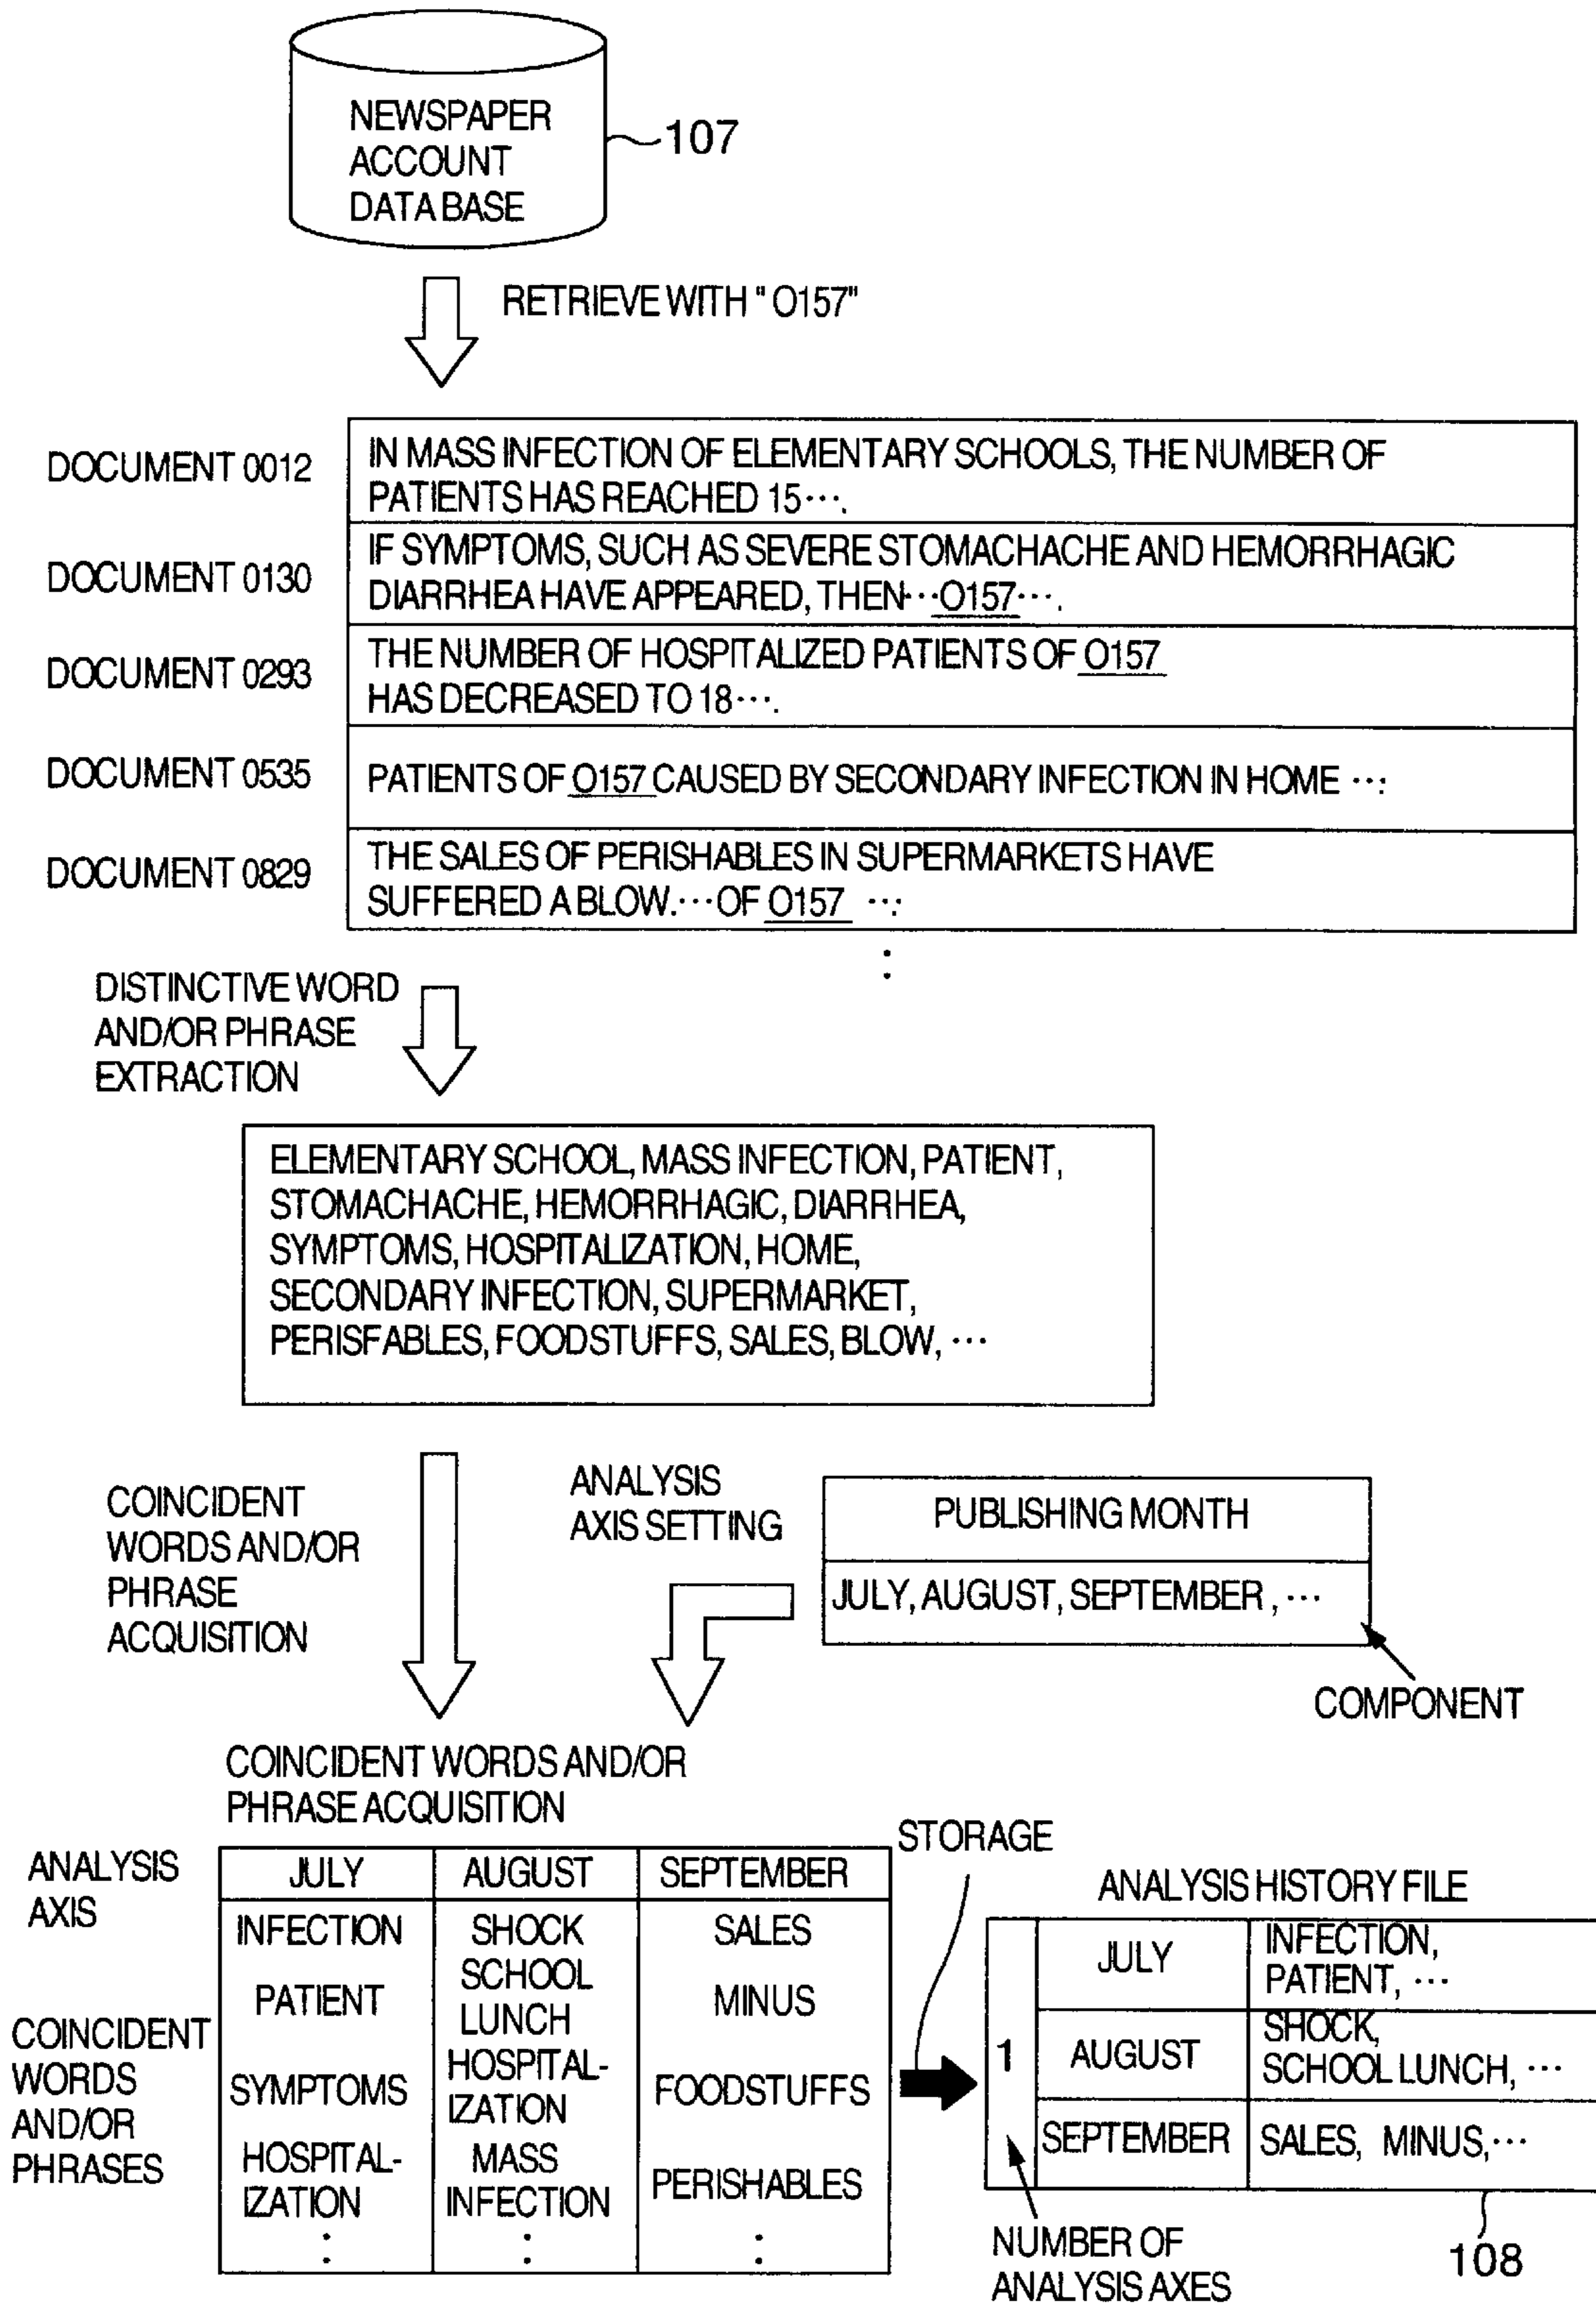 NEWSPAPER
ACCOUNT
DATA BASE
107
RETRIEVE WITH "O157"
DOCUMENT 0012
IN MASS INFECTION OF ELEMENTARY SCHOOLS, THE NUMBER OF
PATIENTS HAS REACHED 15···.
DOCUMENT 0130
IF SYMPTOMS, SUCH AS SEVERE STOMACHACHE AND HEMORRHAGIC
DIARRHEA HAVE APPEARED, THEN···O157···.
DOCUMENT 0293
THE NUMBER OF HOSPITALIZED PATIENTS OF O157
HAS DECREASED TO 18···.
DOCUMENT 0535
PATIENTS OF O157 CAUSED BY SECONDARY INFECTION IN HOME ···.
DOCUMENT 0829
THE SALES OF PERISHABLES IN SUPERMARKETS HAVE
SUFFERED A BLOW.···OF O157 ···.
:
DISTINCTIVE WORD
AND/OR PHRASE
EXTRACTION
ELEMENTARY SCHOOL, MASS INFECTION, PATIENT,
STOMACHACHE, HEMORRHAGIC, DIARRHEA,
SYMPTOMS, HOSPITALIZATION, HOME,
SECONDARY INFECTION, SUPERMARKET,
PERISFABLES, FOODSTUFFS, SALES, BLOW, ···
COINCIDENT
WORDS AND/OR
PHRASE
ACQUISITION
ANALYSIS
AXIS SETTING
PUBLISHING MONTH
JULY, AUGUST, SEPTEMBER, ···
COMPONENT
COINCIDENT WORDS AND/OR
PHRASE ACQUISITION
ANALYSIS
AXIS
JULY AUGUST SEPTEMBER
COINCIDENT
WORDS
AND/OR
PHRASES
INFECTION
PATIENT
SYMPTOMS
HOSPITAL-
IZATION
:
SHOCK
SCHOOL
LUNCH
HOSPITAL-
IZATION
MASS
INFECTION
:
SALES
MINUS
FOODSTUFFS
PERISHABLES
:
STORAGE
ANALYSIS HISTORY FILE
1
JULY
INFECTION,
PATIENT, ···
AUGUST
SHOCK,
SCHOOL LUNCH, ···
SEPTEMBER
SALES, MINUS,···
NUMBER OF
ANALYSIS AXES
108